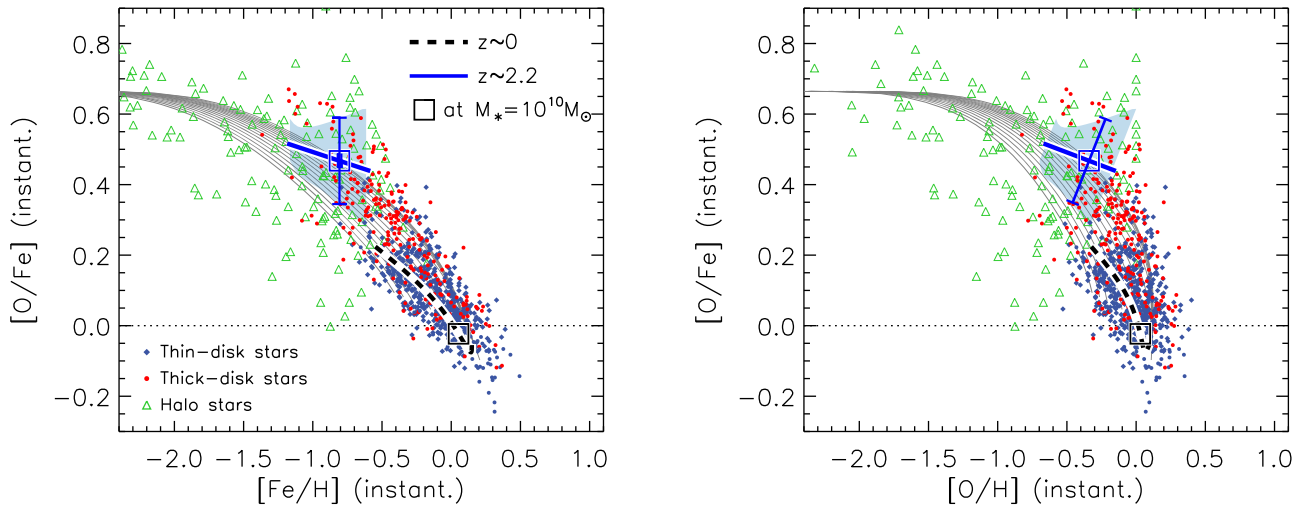 0.8
0.6
0.4
0.2
0.0
−0.2
[O/Fe] (instant.)
z~0
z~2.2
at M*=10¹⁰M☉
Thin-disk stars
Thick-disk stars
Halo stars
−2.0 −1.5 −1.0 −0.5 0.0 0.5 1.0
[Fe/H] (instant.)
0.8
0.6
0.4
0.2
0.0
−0.2
[O/Fe] (instant.)
−2.0 −1.5 −1.0 −0.5 0.0 0.5 1.0
[O/H] (instant.)